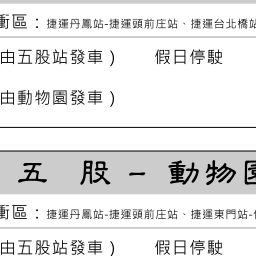 衝區：捷運丹鳳站-捷運頭前庄站、捷運台北橋站
由五股站發車）　假日停駛
由動物園發車）
五 股 – 動物園
衝區：捷運丹鳳站-捷運頭前庄站、捷運東門站-
由五股站發車）　假日停駛